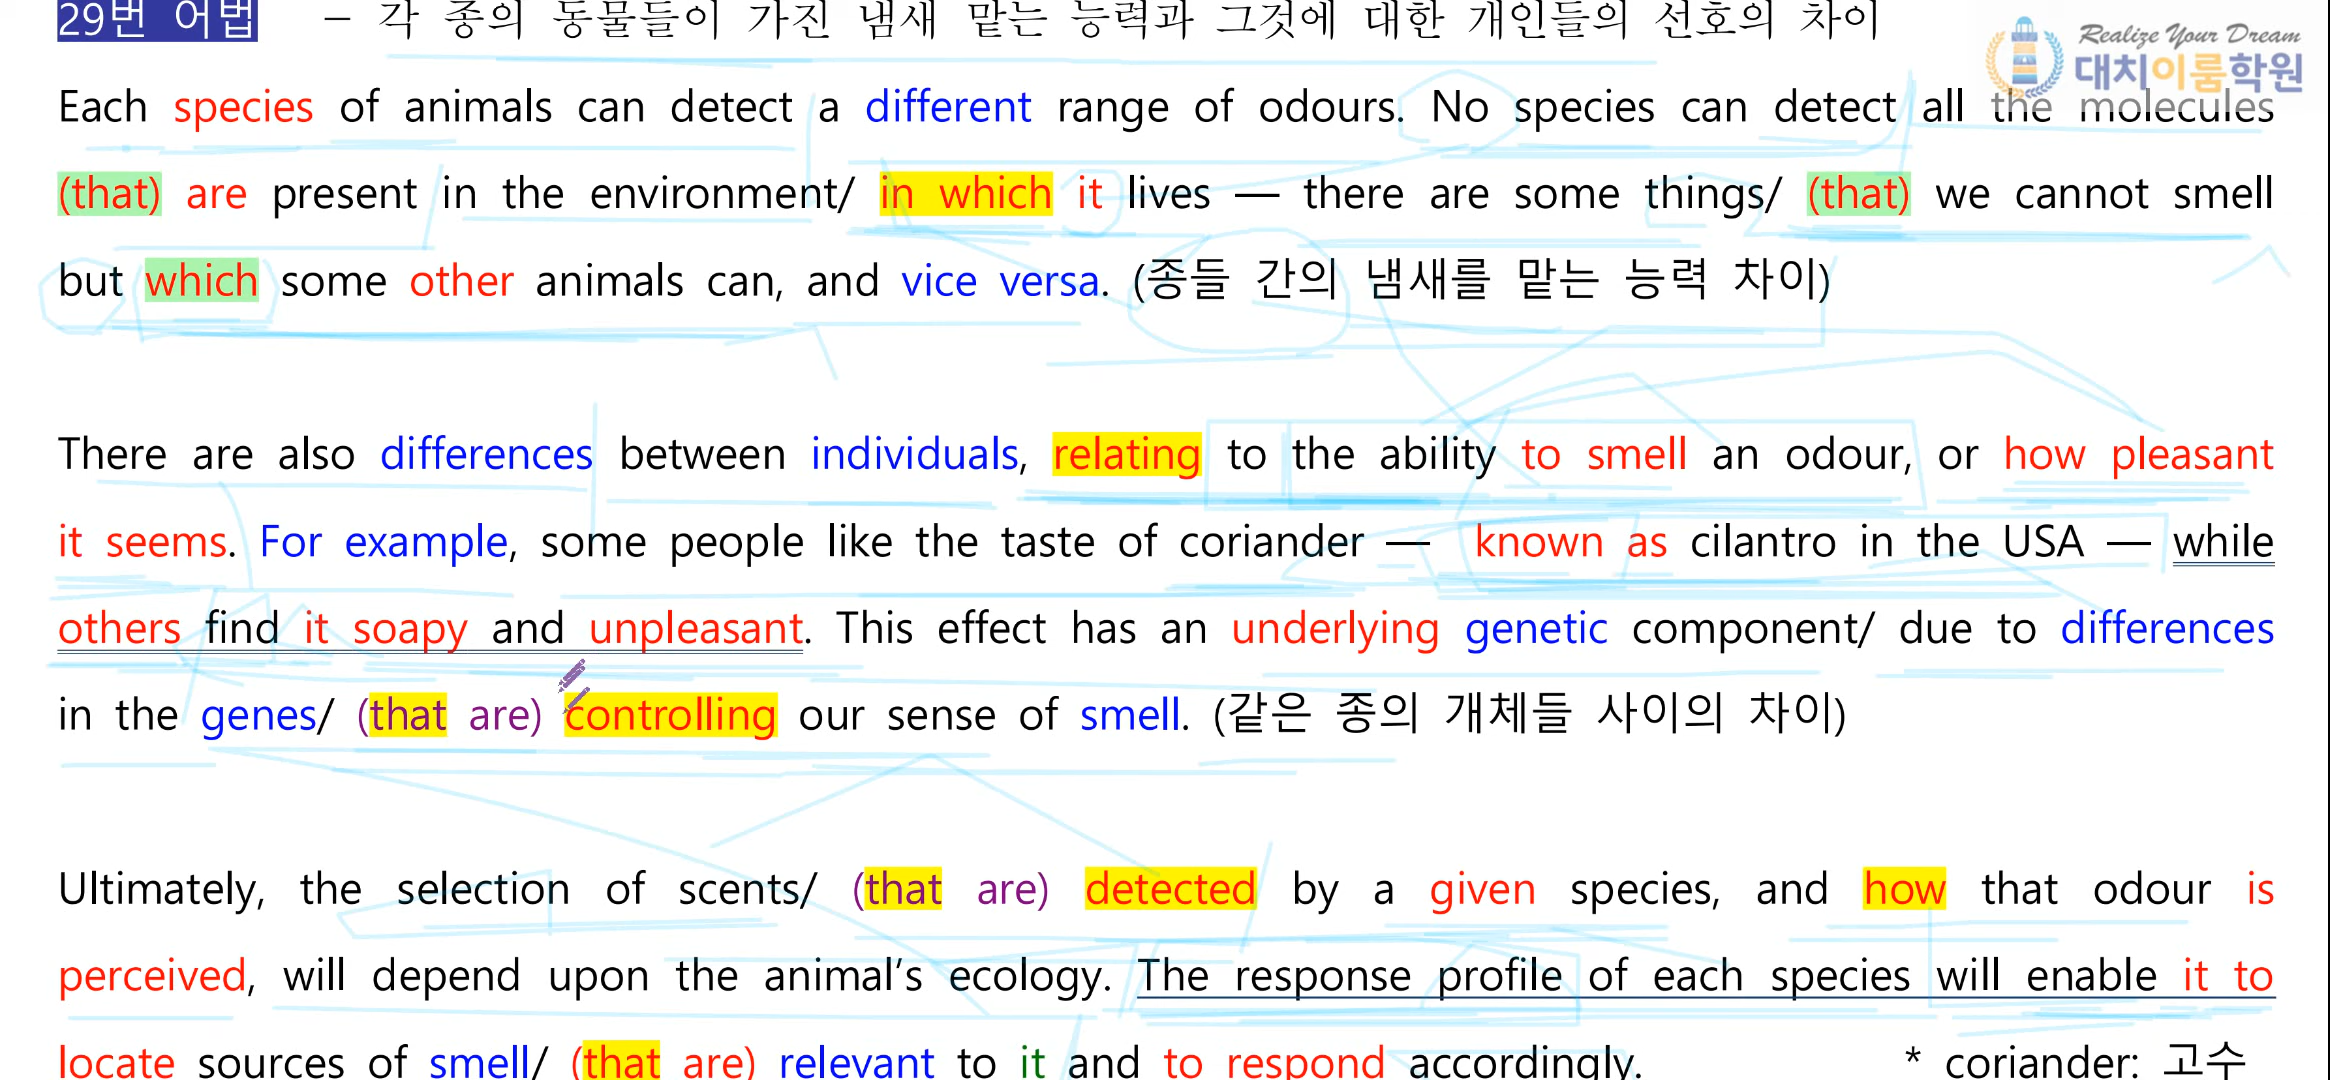 29번 어법 - 각 종의 동물들이 가진 냄새 맡는 능력과 그것에 대한 개인들의 선호의 차이
Realize Your Dream
대치이룸학원
Each species of animals can detect a different range of odours. No species can detect all the molecules
(that) are present in the environment/ in which it lives — there are some things/ (that) we cannot smell
but which some other animals can, and vice versa. (종들 간의 냄새를 맡는 능력 차이)
There are also differences between individuals, relating to the ability to smell an odour, or how pleasant
it seems. For example, some people like the taste of coriander — known as cilantro in the USA — while
others find it soapy and unpleasant. This effect has an underlying genetic component/ due to differences
in the genes/ (that are) controlling our sense of smell. (같은 종의 개체들 사이의 차이)
Ultimately, the selection of scents/ (that are) detected by a given species, and how that odour is
perceived, will depend upon the animal’s ecology. The response profile of each species will enable it to
locate sources of smell/ (that are) relevant to it and to respond accordingly. * coriander: 고수